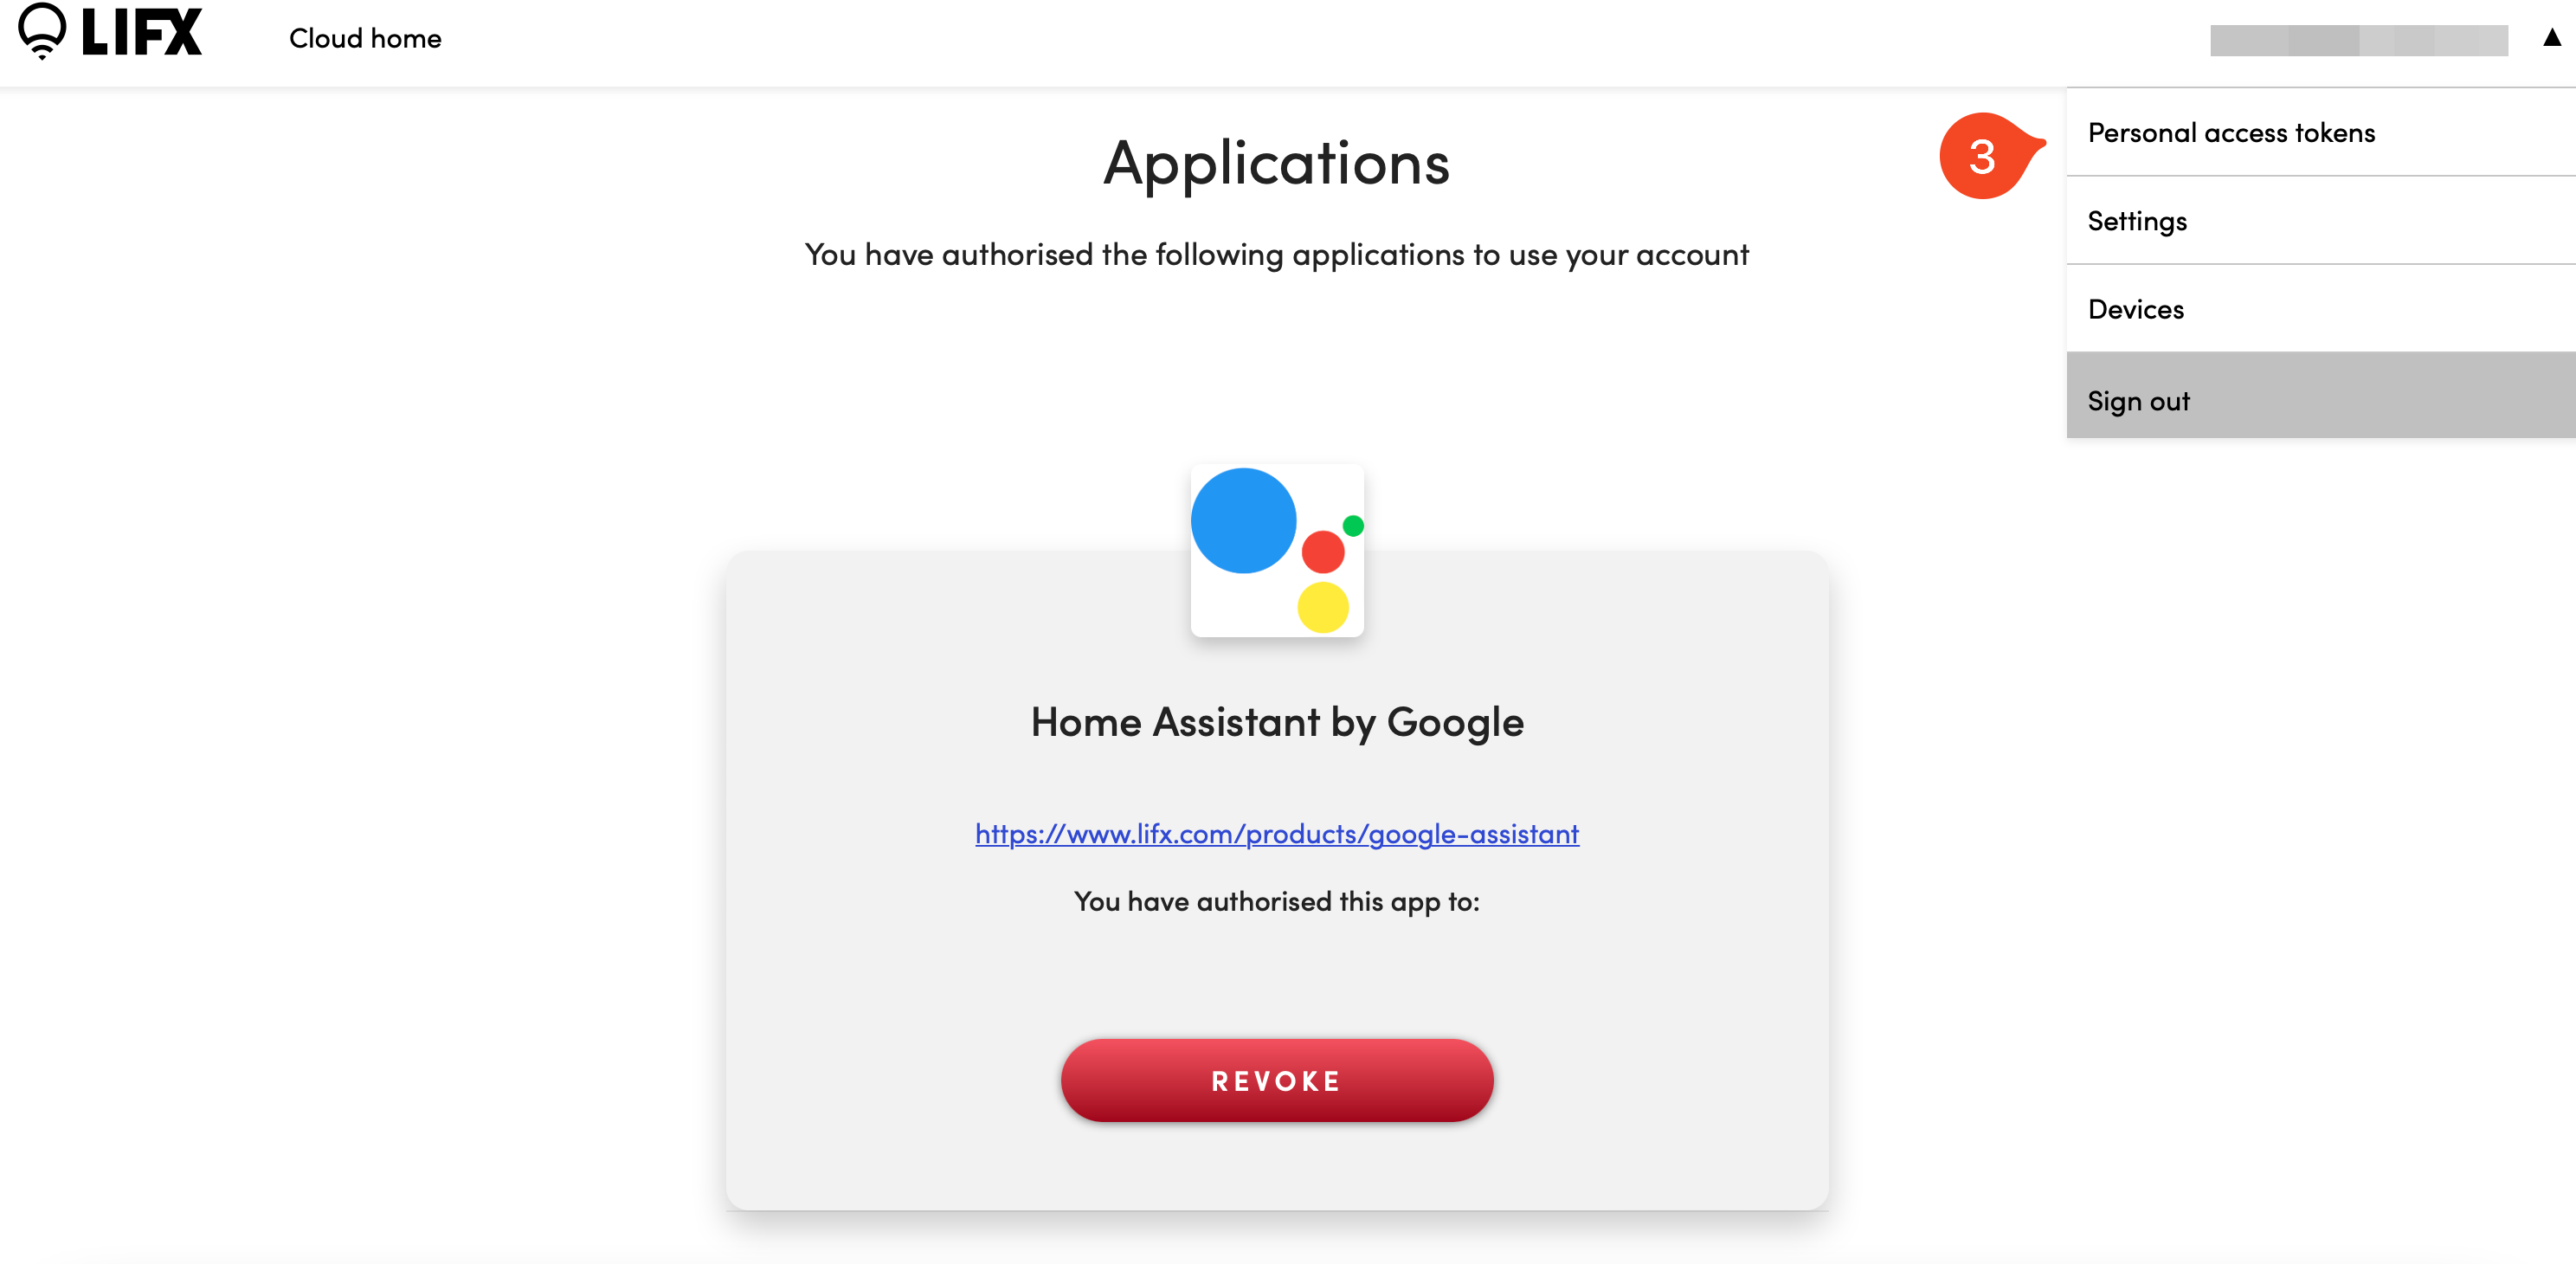 LIFX
Cloud home
Applications
You have authorised the following applications to use your account
3
Personal access tokens
Settings
Devices
Sign out
Home Assistant by Google
https://www.lifx.com/products/google-assistant
You have authorised this app to:
REVOKE